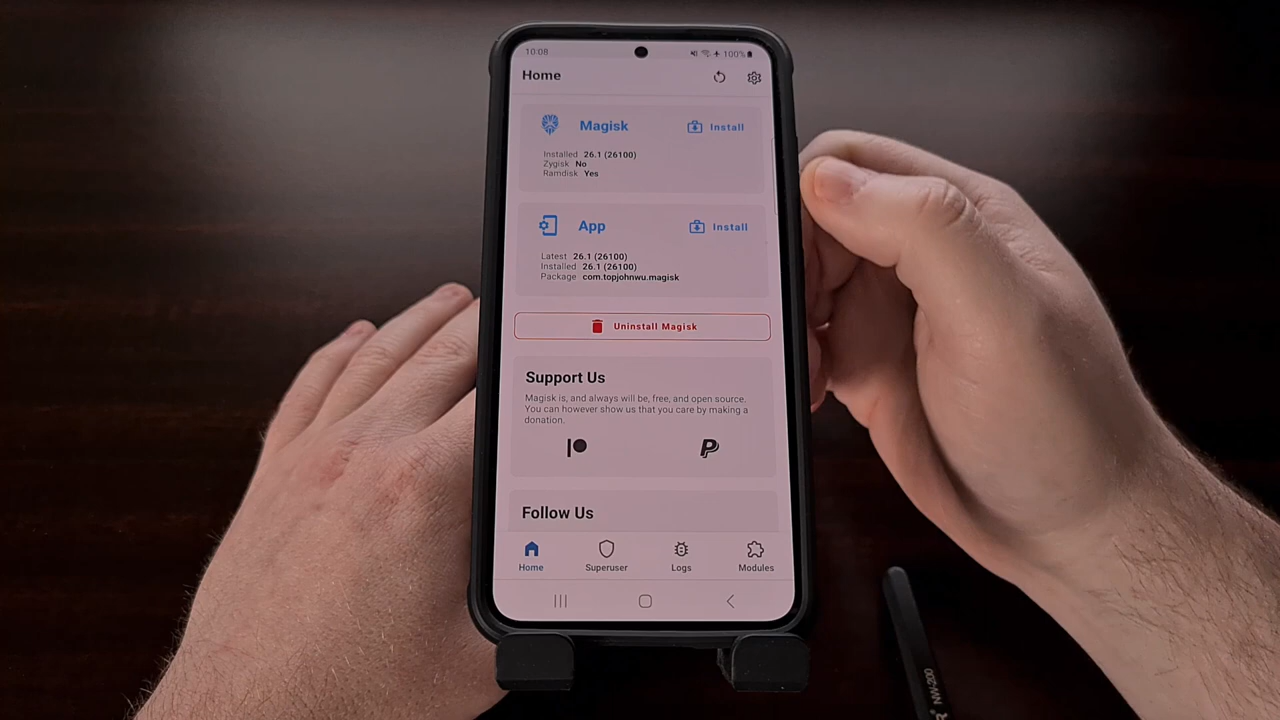 10:08
100%
Home
Magisk
Install
Installed 26.1 (26100)
Zygisk No
Ramdisk Yes
App
Install
Latest 26.1 (26100)
Installed 26.1 (26100)
Package com.topjohnwu.magisk
Uninstall Magisk
Support Us
Magisk is, and always will be, free, and open source.
You can however show us that you care by making a
donation.
Follow Us
Home
Superuser
Logs
Modules
NW-200